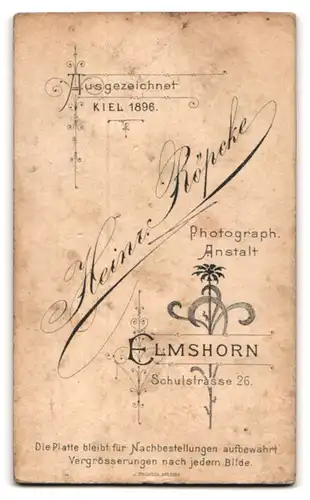 Ausgezeichnet
KIEL 1896.
Heinr. Röpcke
Photograph.
Anstalt
ELMSHORN
Schulstrasse 26.
Die Platte bleibt für Nachbestellungen aufbewahrt
Vergrösserungen nach jedem Bilde.